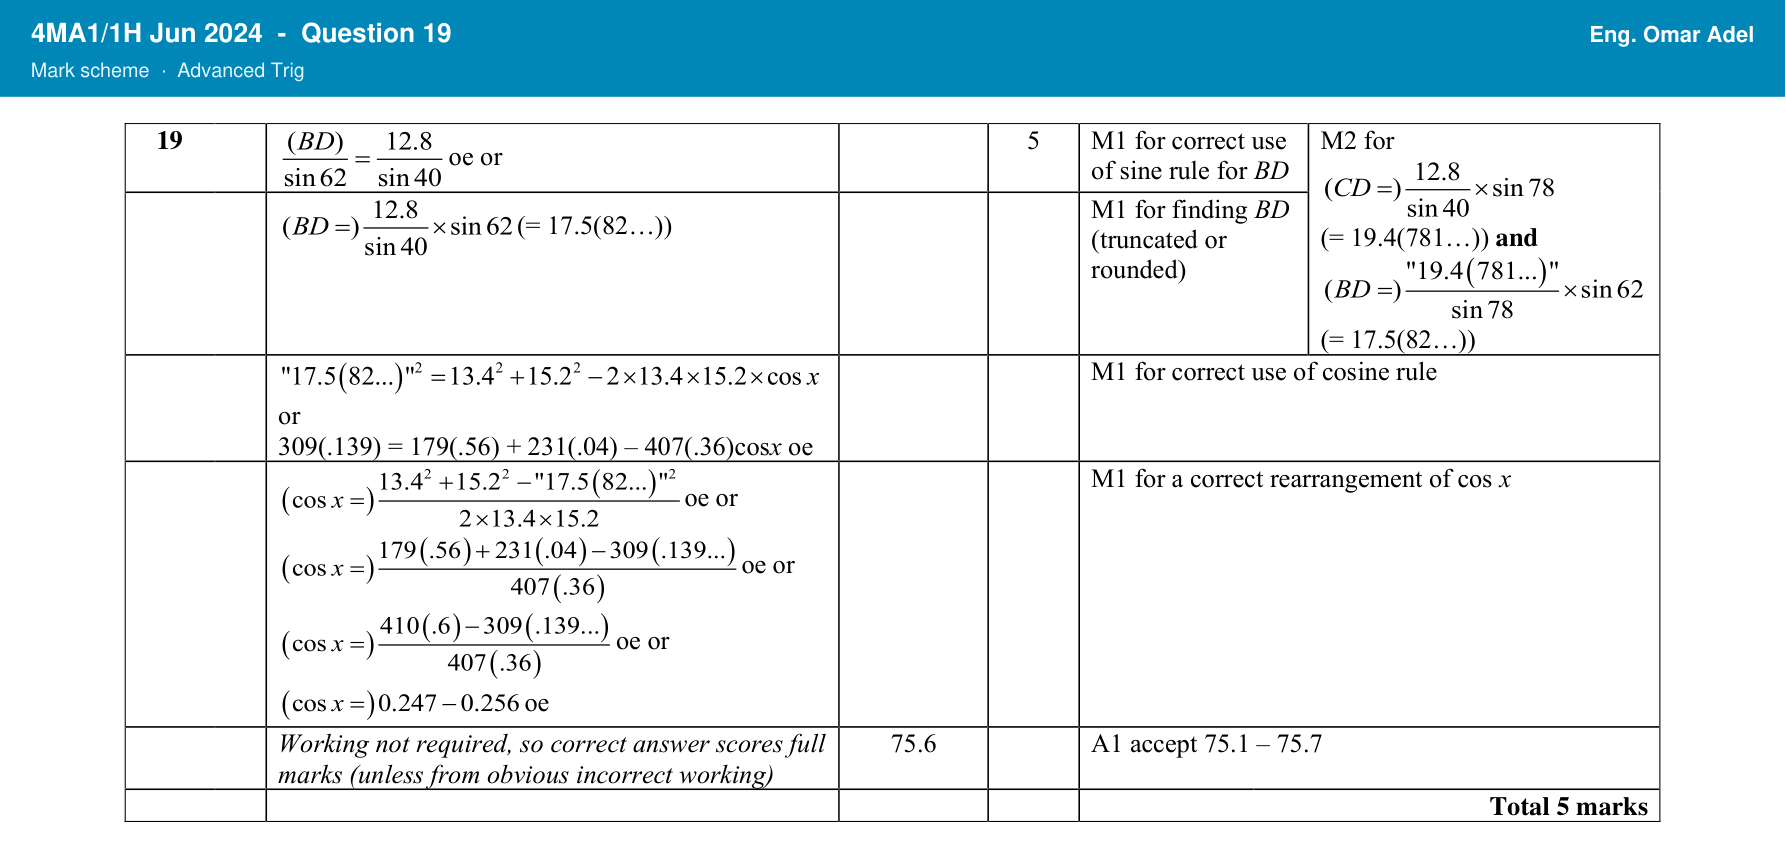 4MA1/1H Jun 2024 - Question 19
Eng. Omar Adel
Mark scheme · Advanced Trig
19
(BD)/sin 62 = 12.8/sin 40 oe or
5
M1 for correct use
of sine rule for BD
M2 for
(CD =) 12.8/sin 40 × sin 78
(= 19.4(781…)) and
(BD =) "19.4(781...)"/sin 78 × sin 62
(= 17.5(82…))
(BD =) 12.8/sin 40 × sin 62 (= 17.5(82…))
M1 for finding BD
(truncated or
rounded)
"17.5(82...)"² = 13.4² + 15.2² − 2 × 13.4 × 15.2 × cos x
or
309(.139) = 179(.56) + 231(.04) – 407(.36)cosx oe
M1 for correct use of cosine rule
(cos x =) 13.4² + 15.2² − "17.5(82...)"²/2 × 13.4 × 15.2 oe or
(cos x =) 179(.56) + 231(.04) − 309(.139...)/407(.36) oe or
(cos x =) 410(.6) − 309(.139...)/407(.36) oe or
(cos x =) 0.247 – 0.256 oe
M1 for a correct rearrangement of cos x
Working not required, so correct answer scores full
marks (unless from obvious incorrect working)
75.6
A1 accept 75.1 – 75.7
Total 5 marks